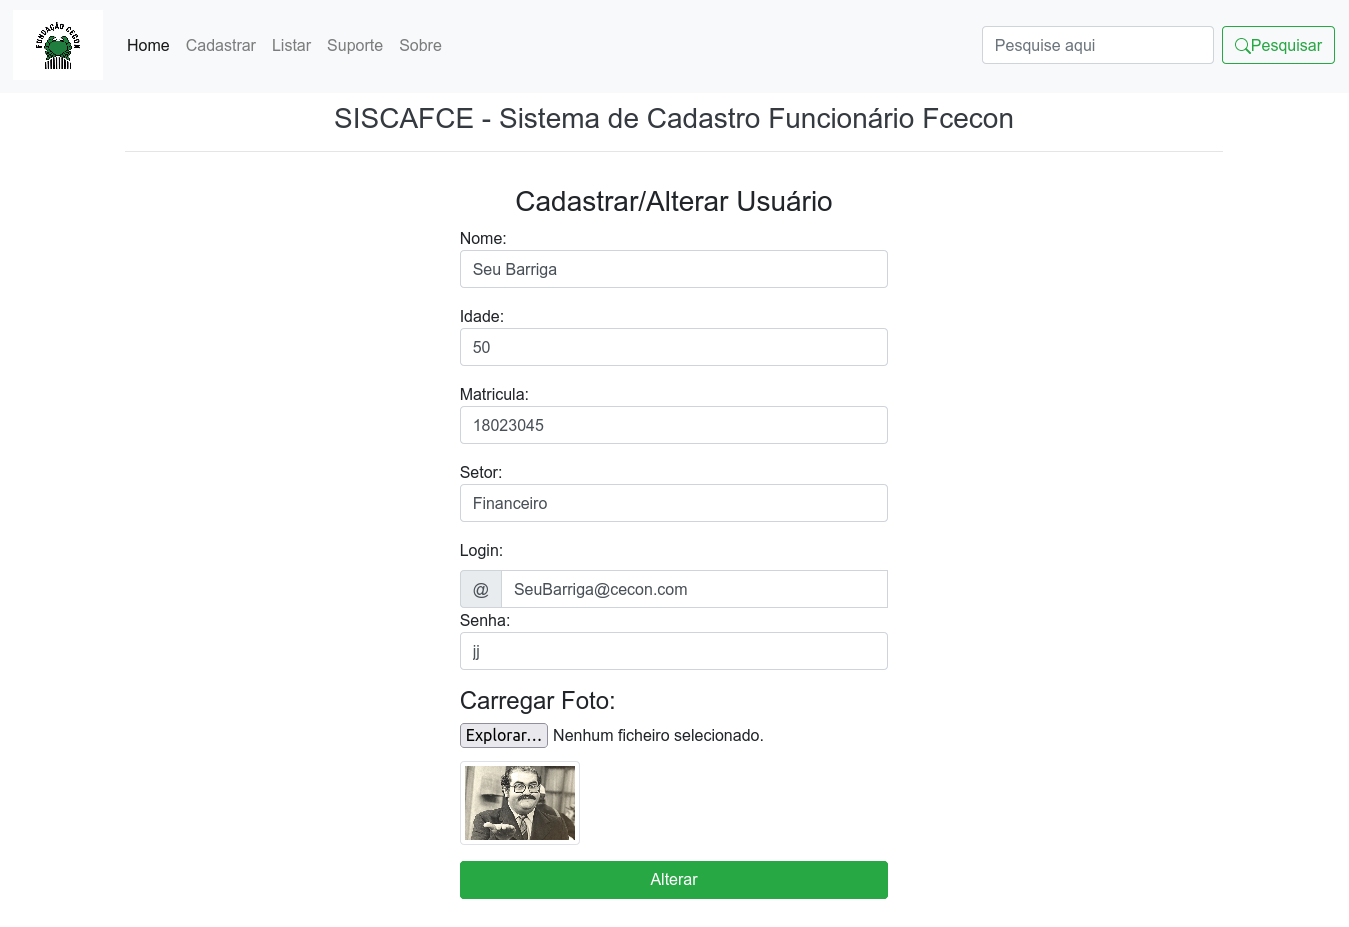 FUNDAÇÃO CECON
Home Cadastrar Listar Suporte Sobre
Pesquise aqui
Pesquisar
SISCAFCE - Sistema de Cadastro Funcionário Fcecon
Cadastrar/Alterar Usuário
Nome:
Seu Barriga
Idade:
50
Matricula:
18023045
Setor:
Financeiro
Login:
@ SeuBarriga@cecon.com
Senha:
jj
Carregar Foto:
Explorar... Nenhum ficheiro selecionado.
Alterar